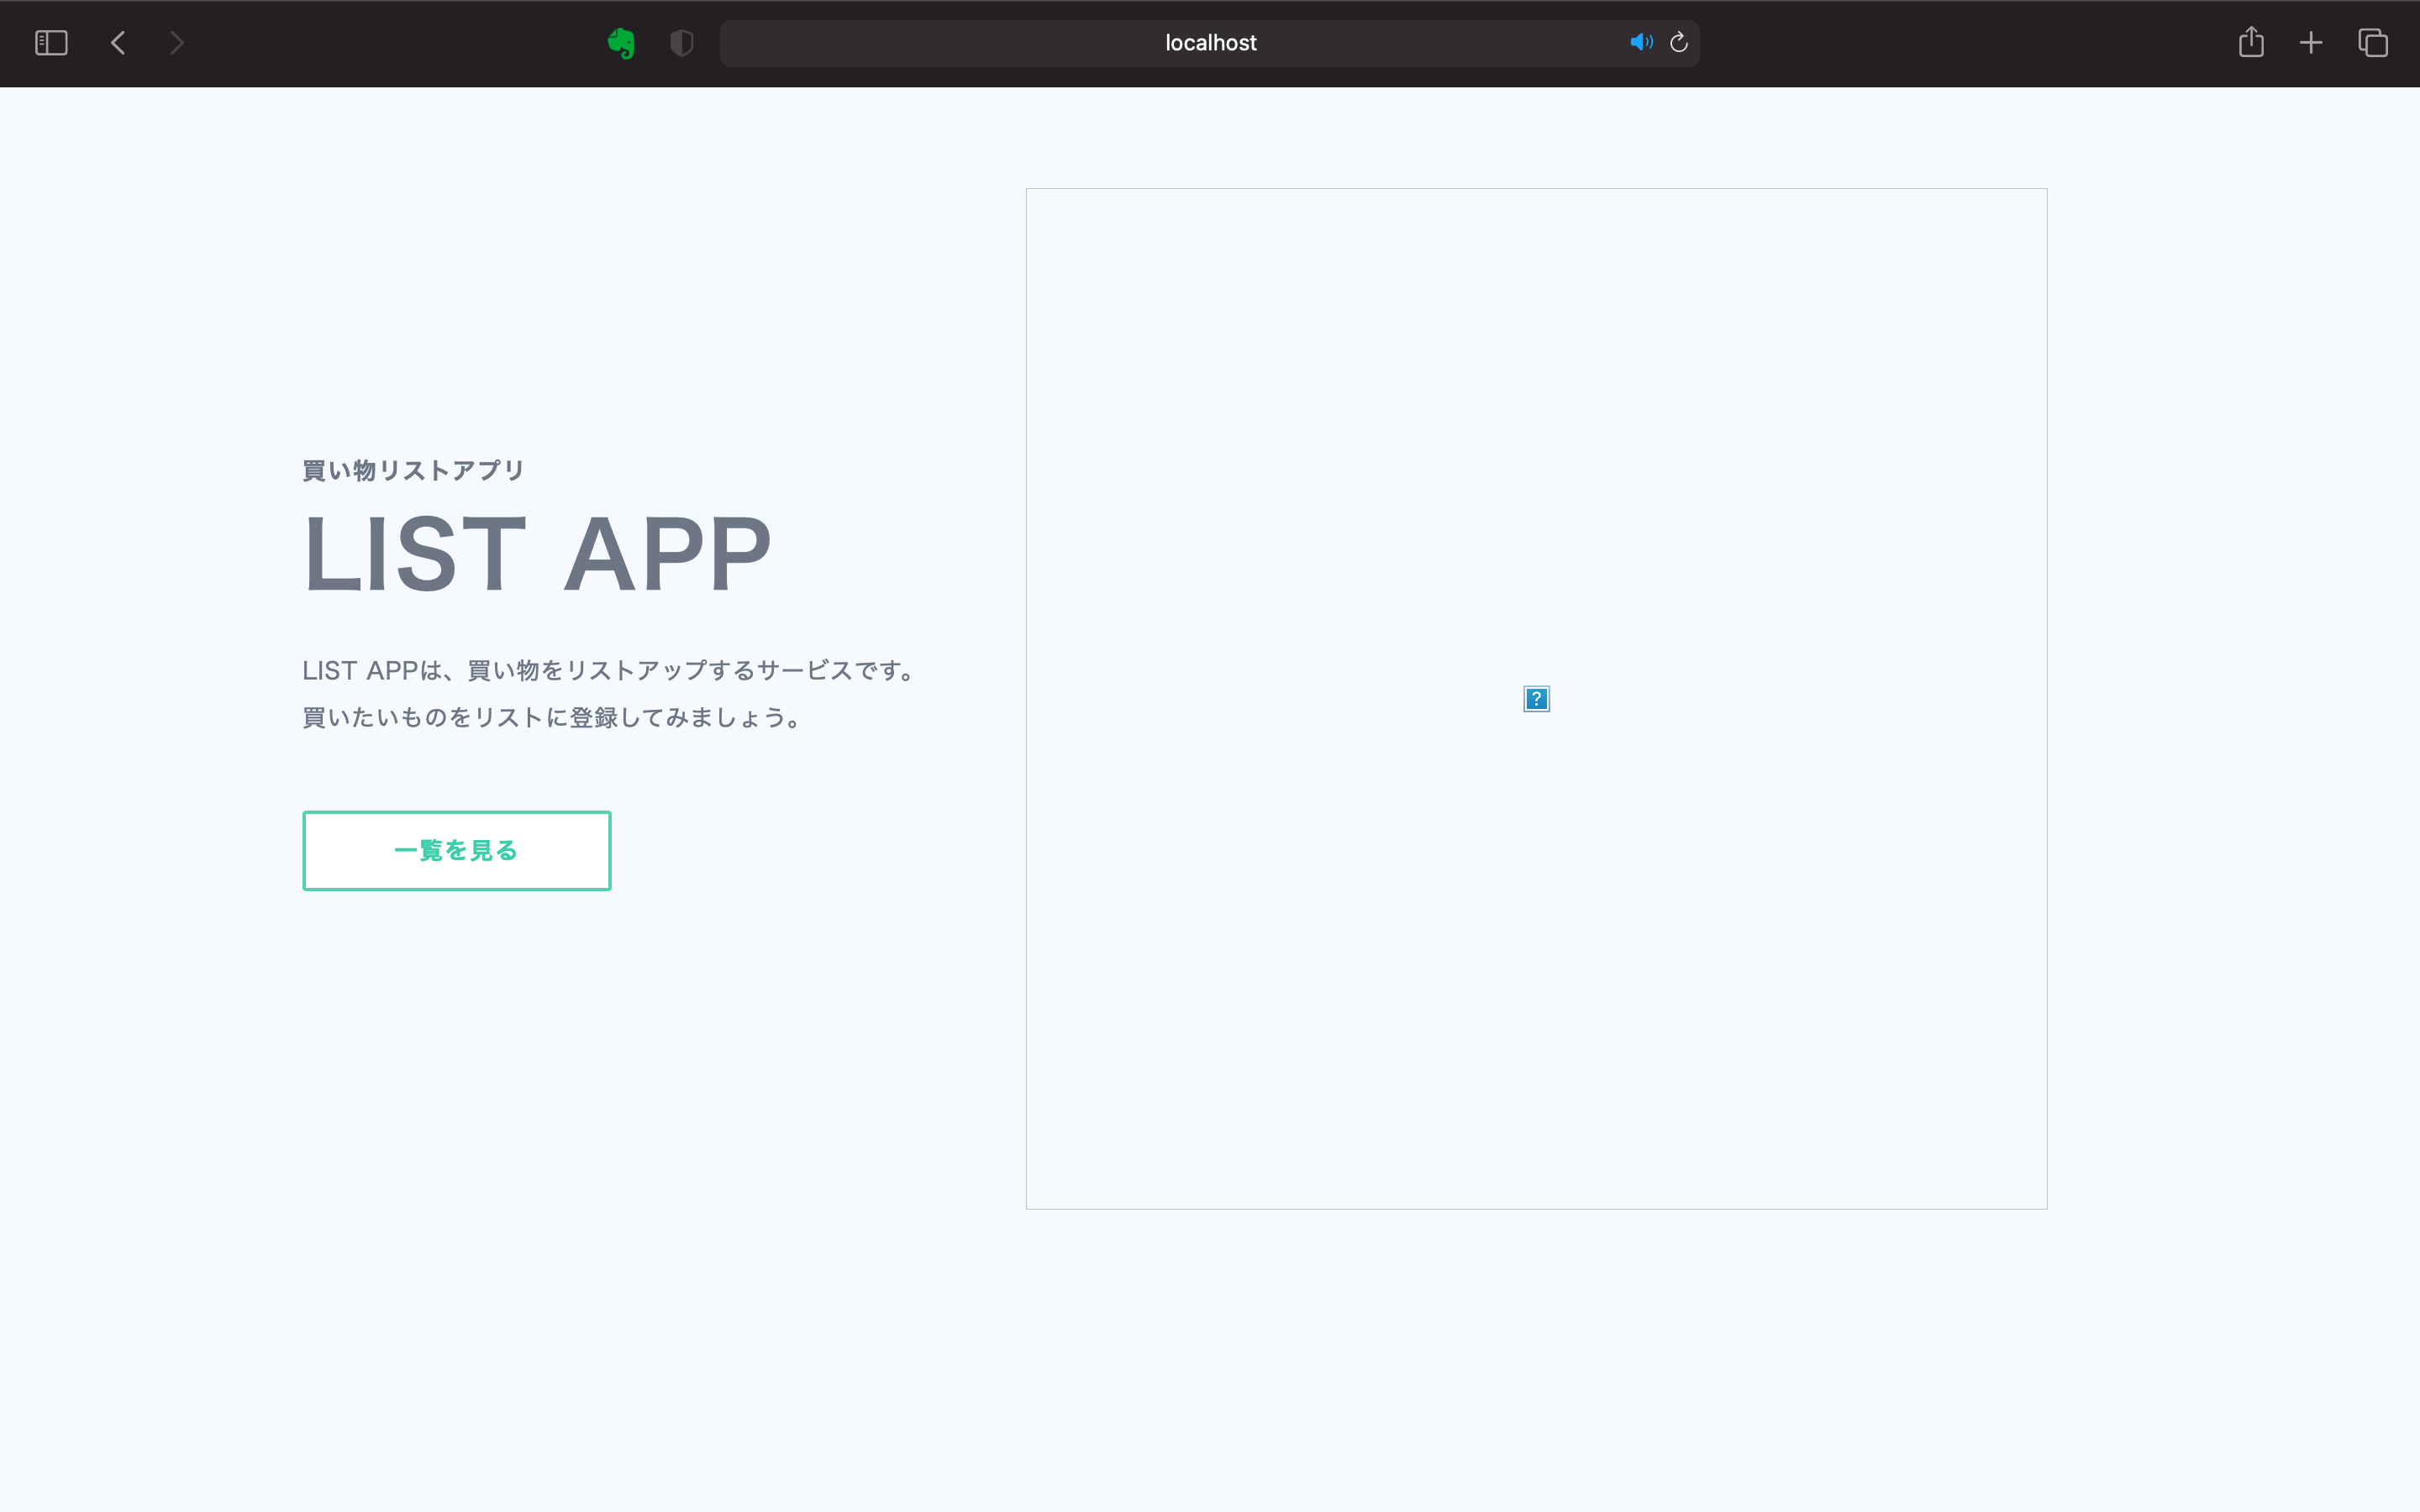 localhost
買い物リストアプリ
LIST APP
LIST APPは、買い物をリストアップするサービスです。
買いたいものをリストに登録してみましょう。
一覧を見る
?